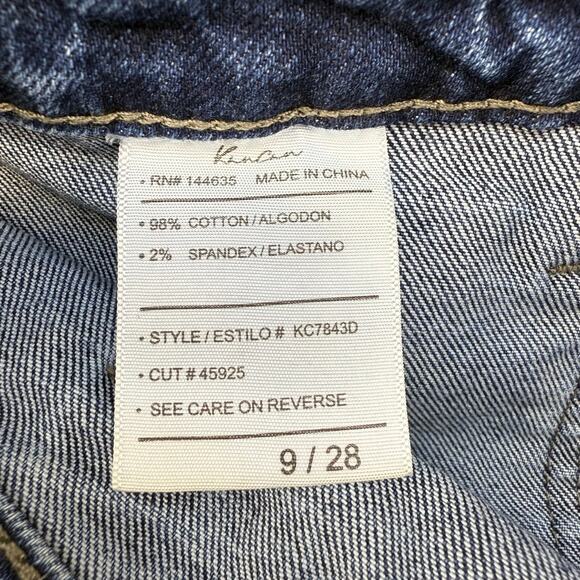 Kancan
• RN# 144635 MADE IN CHINA
• 98% COTTON / ALGODON
• 2% SPANDEX / ELASTANO
• STYLE / ESTILO # KC7843D
• CUT # 45925
• SEE CARE ON REVERSE
9 / 28